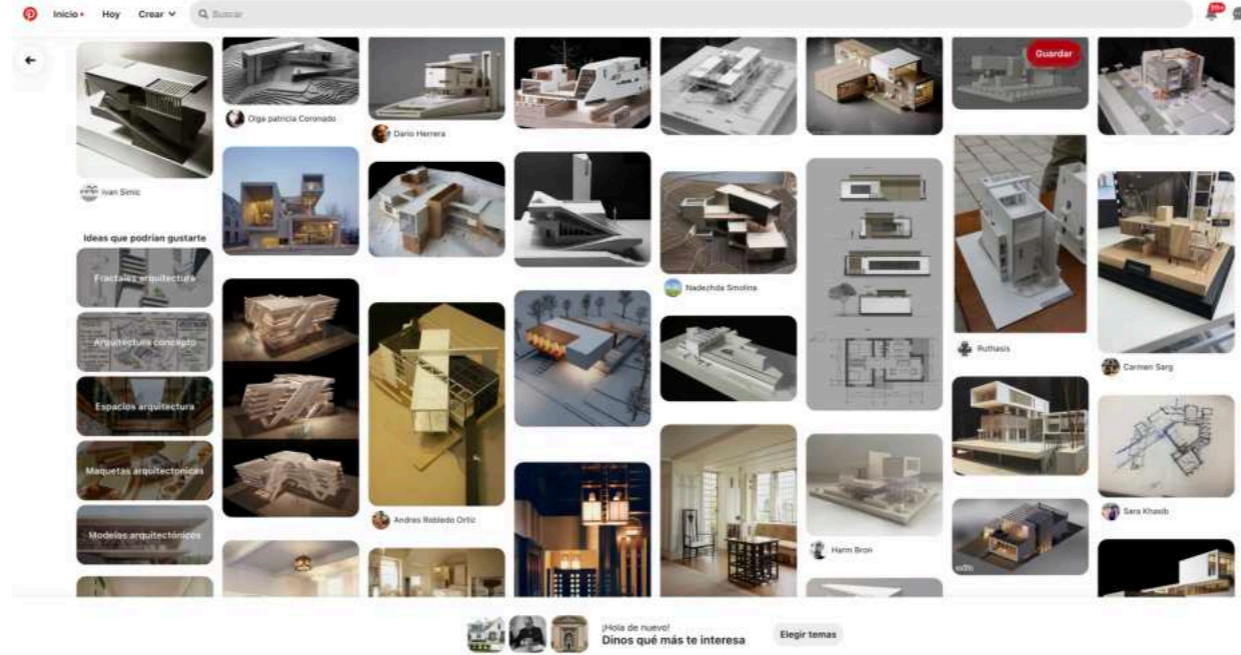 Inicio
Hoy
Crear
Buscar
99+
Guardar
Ivan Simic
Olga patricia Coronado
Dario Herrera
Ideas que podrían gustarte
Fractales arquitectura
Arquitectura concepto
Espacios arquitectura
Maquetas arquitectonicas
Modelos arquitectónicos
Andres Robledo Ortiz
Nadezhda Smolina
Harm Bron
Ruthasis
Carmen Sarg
Sara Khasib
¡Hola de nuevo!
Dinos qué más te interesa
Elegir temas